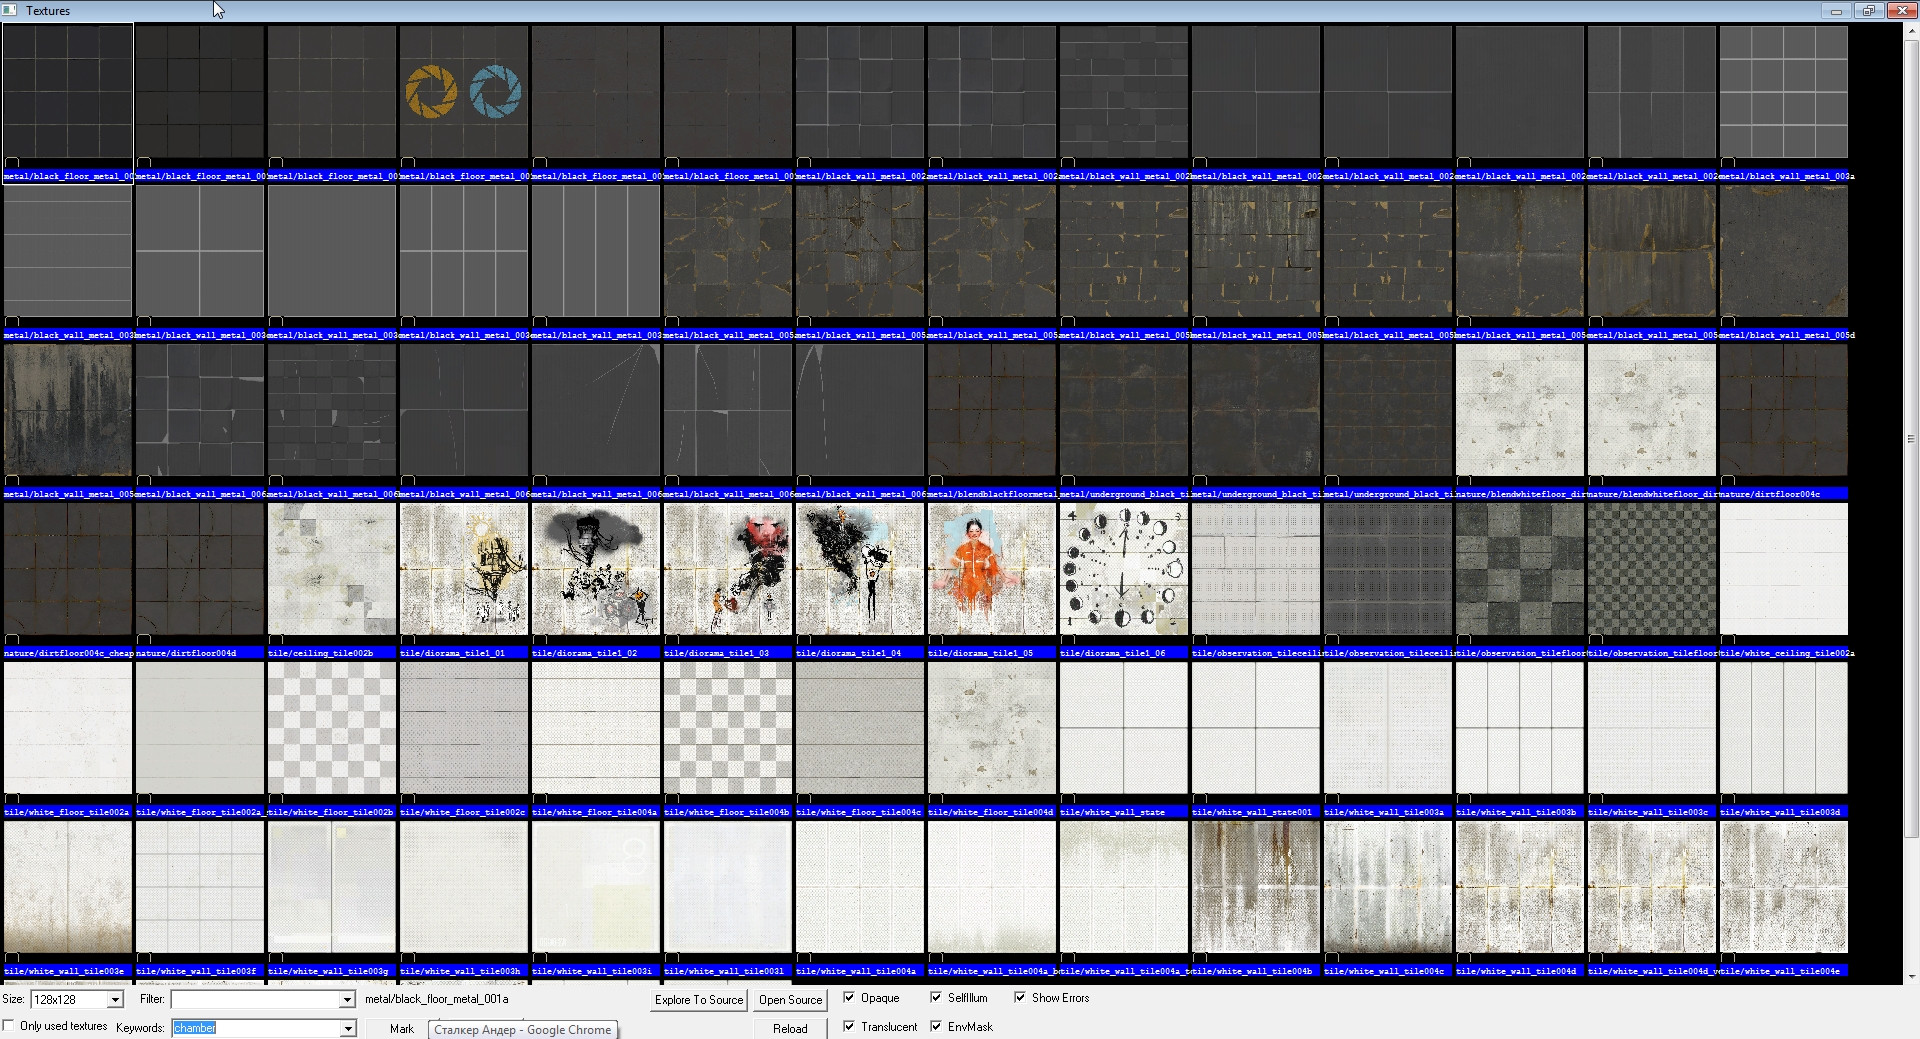 Textures
metal/black_floor_metal_00 metal/black_floor_metal_00 metal/black_floor_metal_00 metal/black_floor_metal_00 metal/black_floor_metal_00 metal/black_floor_metal_00 metal/black_wall_metal_002 metal/black_wall_metal_002 metal/black_wall_metal_002 metal/black_wall_metal_002 metal/black_wall_metal_002 metal/black_wall_metal_002 metal/black_wall_metal_002 metal/black_wall_metal_003a
metal/black_wall_metal_003 metal/black_wall_metal_003 metal/black_wall_metal_003 metal/black_wall_metal_003 metal/black_wall_metal_003 metal/black_wall_metal_005 metal/black_wall_metal_005 metal/black_wall_metal_005 metal/black_wall_metal_005 metal/black_wall_metal_005 metal/black_wall_metal_005 metal/black_wall_metal_005 metal/black_wall_metal_005 metal/black_wall_metal_005d
metal/black_wall_metal_005 metal/black_wall_metal_006 metal/black_wall_metal_006 metal/black_wall_metal_006 metal/black_wall_metal_006 metal/black_wall_metal_006 metal/black_wall_metal_006 metal/blendblackfloormetal metal/underground_black_ti metal/underground_black_ti metal/underground_black_ti nature/blendwhitefloor_dir nature/blendwhitefloor_dir nature/dirtfloor004c
nature/dirtfloor004c_cheap nature/dirtfloor004d tile/ceiling_tile002b tile/diorama_tile1_01 tile/diorama_tile1_02 tile/diorama_tile1_03 tile/diorama_tile1_04 tile/diorama_tile1_05 tile/diorama_tile1_06 tile/observation_tileceili tile/observation_tileceili tile/observation_tilefloor tile/observation_tilefloor tile/white_ceiling_tile002a
tile/white_floor_tile002a tile/white_floor_tile002a_ tile/white_floor_tile002b tile/white_floor_tile002c tile/white_floor_tile004a tile/white_floor_tile004b tile/white_floor_tile004c tile/white_floor_tile004d tile/white_wall_state tile/white_wall_state001 tile/white_wall_tile003a tile/white_wall_tile003b tile/white_wall_tile003c tile/white_wall_tile003d
8
tile/white_wall_tile003e tile/white_wall_tile003f tile/white_wall_tile003g tile/white_wall_tile003h tile/white_wall_tile003i tile/white_wall_tile0031 tile/white_wall_tile004a tile/white_wall_tile004a_b tile/white_wall_tile004a_t tile/white_wall_tile004b tile/white_wall_tile004c tile/white_wall_tile004d tile/white_wall_tile004d_v tile/white_wall_tile004e
Size: 128x128 Filter: metal/black_floor_metal_001a Explore To Source Open Source Opaque SelfIllum Show Errors
Only used textures Keywords: chamber Mark Сталкер Андер - Google Chrome Reload Translucent EnvMask